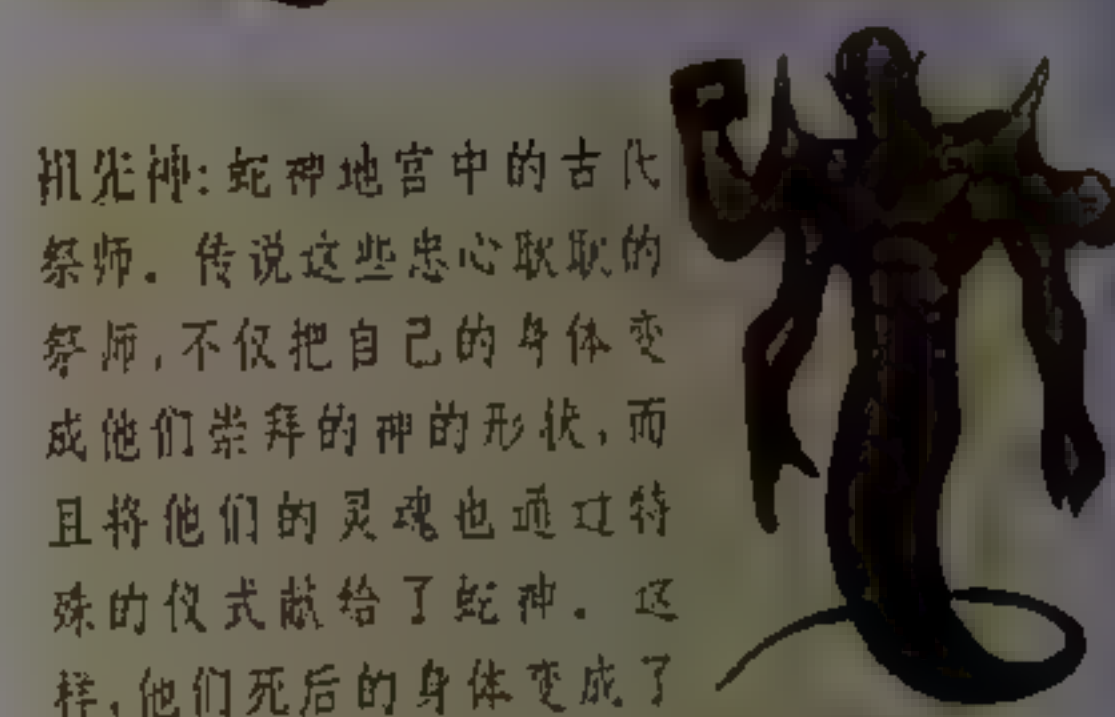 祖先神:蛇神地宫中的古代
祭师。传说这些忠心耿耿的
祭师,不仅把自己的身体变
成他们崇拜的神的形状,而
且将他们的灵魂也通过特
殊的仪式献给了蛇神。这
样,他们死后的身体变成了